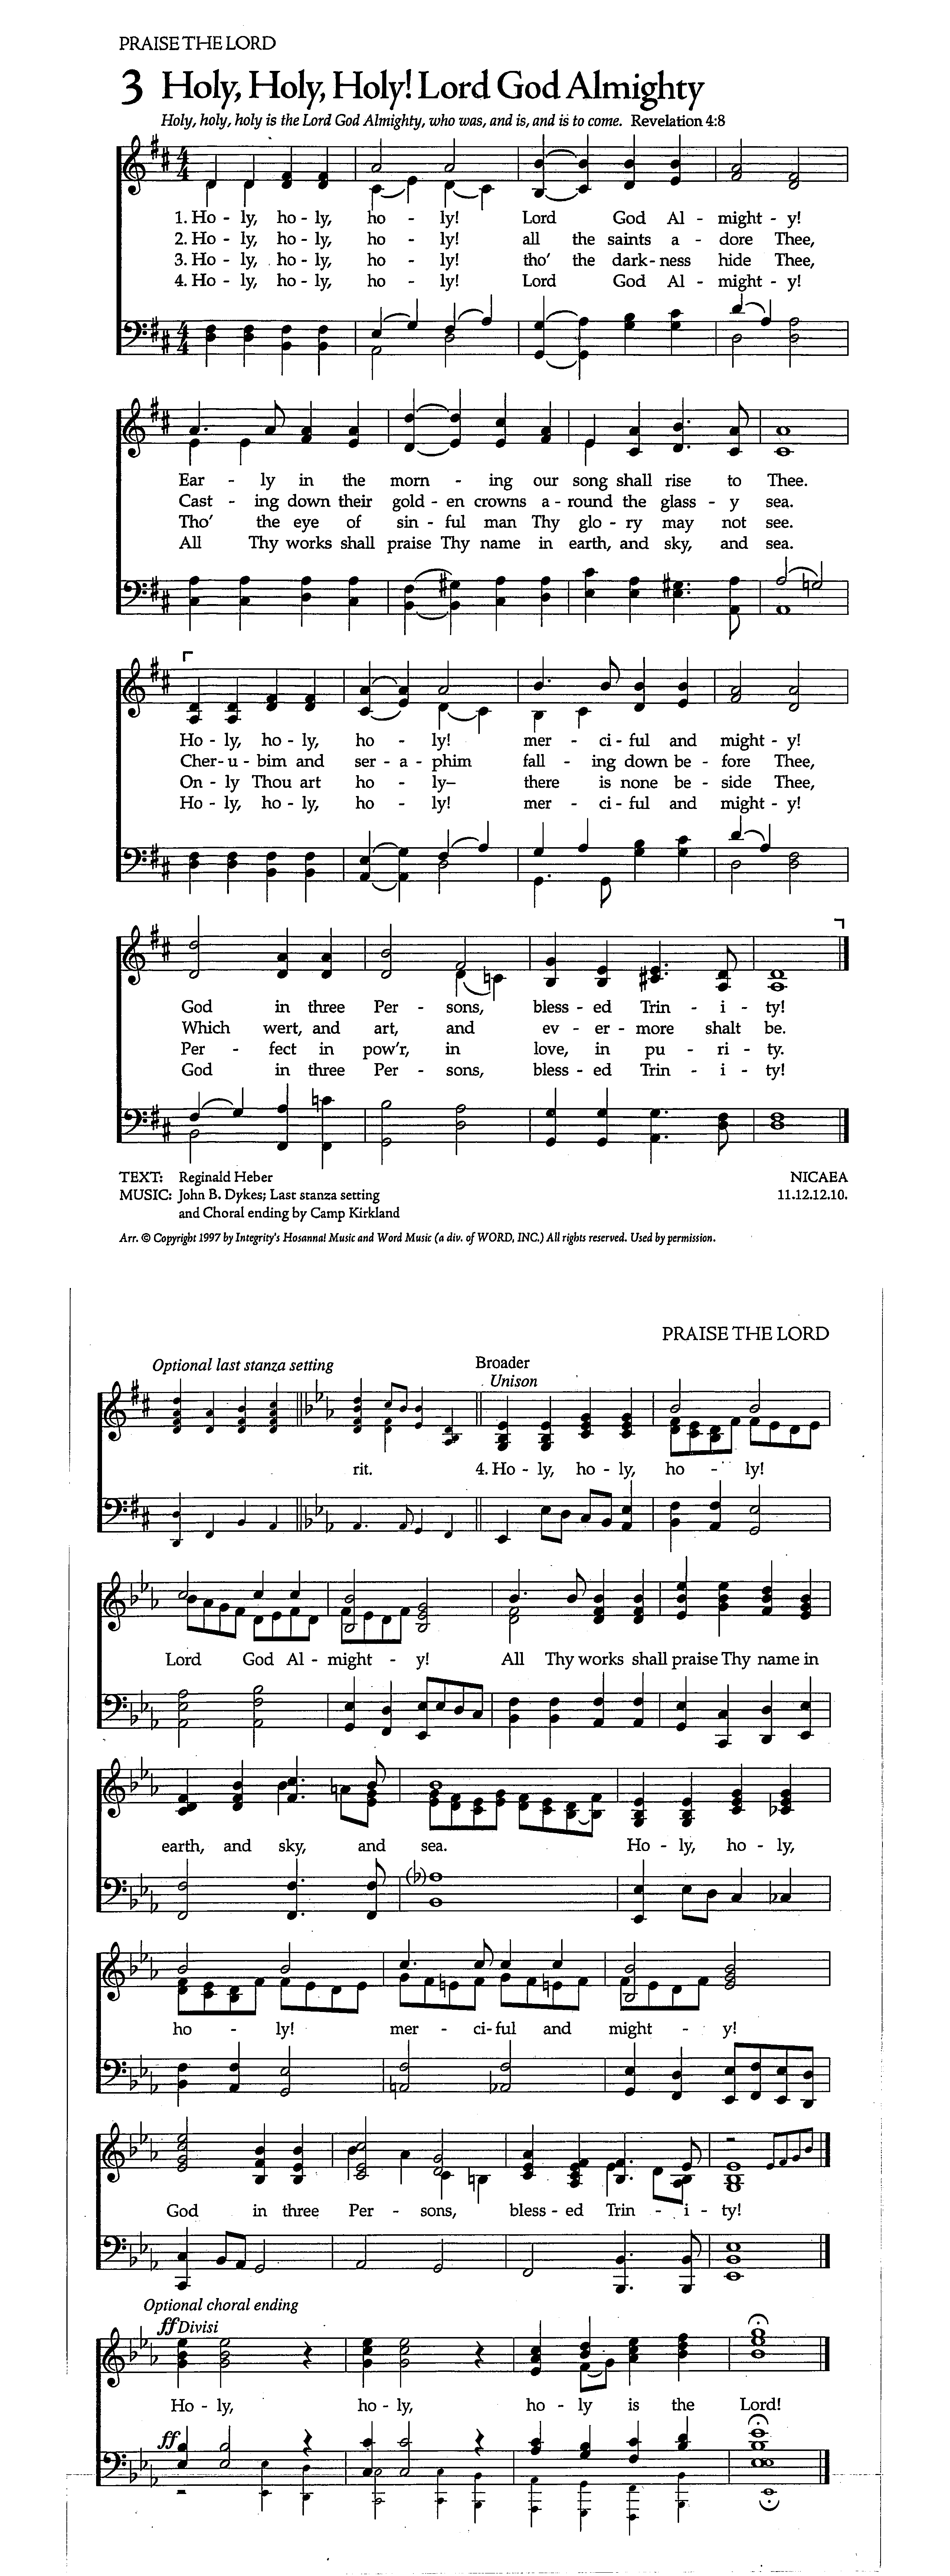 PRAISE THE LORD
3 Holy, Holy, Holy! Lord God Almighty
Holy, holy, holy is the Lord God Almighty, who was, and is, and is to come. Revelation 4:8
1. Ho - ly, ho - ly, ho - ly! Lord God Al - might - y!
2. Ho - ly, ho - ly, ho - ly! all the saints a - dore Thee,
3. Ho - ly, ho - ly, ho - ly! tho' the dark - ness hide Thee,
4. Ho - ly, ho - ly, ho - ly! Lord God Al - might - y!
Ear - ly in the morn - ing our song shall rise to Thee.
Cast - ing down their gold - en crowns a - round the glass - y sea.
Tho' the eye of sin - ful man Thy glo - ry may not see.
All Thy works shall praise Thy name in earth, and sky, and sea.
Ho - ly, ho - ly, ho - ly! mer - ci - ful and might - y!
Cher - u - bim and ser - a - phim fall - ing down be - fore Thee,
On - ly Thou art ho - ly– there is none be - side Thee,
Ho - ly, ho - ly, ho - ly! mer - ci - ful and might - y!
God in three Per - sons, bless - ed Trin - i - ty!
Which wert, and art, and ev - er - more shalt be.
Per - fect in pow'r, in love, in pu - ri - ty.
God in three Per - sons, bless - ed Trin - i - ty!
TEXT: Reginald Heber NICAEA
MUSIC: John B. Dykes; Last stanza setting 11.12.12.10.
and Choral ending by Camp Kirkland
Arr. © Copyright 1997 by Integrity's Hosanna! Music and Word Music (a div. of WORD, INC.) All rights reserved. Used by permission.
PRAISE THE LORD
Optional last stanza setting Broader
Unison
rit. 4. Ho - ly, ho - ly, ho - ly!
Lord God Al - might - y! All Thy works shall praise Thy name in
earth, and sky, and sea. Ho - ly, ho - ly,
ho - ly! mer - ci - ful and might - y!
God in three Per - sons, bless - ed Trin - i - ty!
Optional choral ending
ff Divisi
Ho - ly, ho - ly, ho - ly is the Lord!
ff